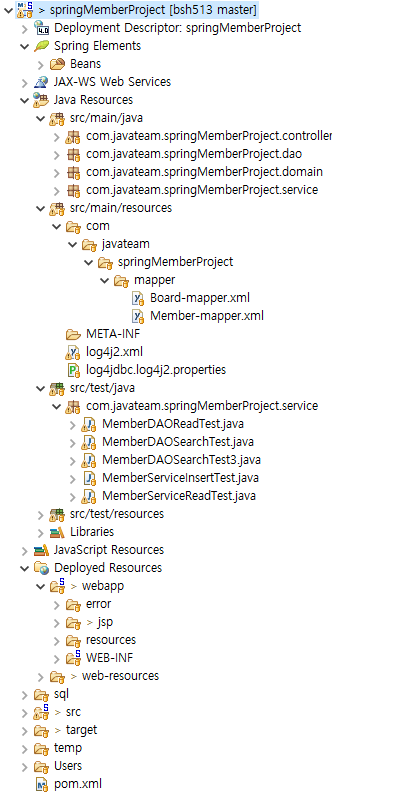 > springMemberProject [bsh513 master]
Deployment Descriptor: springMemberProject
Spring Elements
Beans
JAX-WS Web Services
Java Resources
src/main/java
com.javateam.springMemberProject.controller
com.javateam.springMemberProject.dao
com.javateam.springMemberProject.domain
com.javateam.springMemberProject.service
src/main/resources
com
javateam
springMemberProject
mapper
Board-mapper.xml
Member-mapper.xml
META-INF
log4j2.xml
log4jdbc.log4j2.properties
src/test/java
com.javateam.springMemberProject.service
MemberDAOReadTest.java
MemberDAOSearchTest.java
MemberDAOSearchTest3.java
MemberServiceInsertTest.java
MemberServiceReadTest.java
src/test/resources
Libraries
JavaScript Resources
Deployed Resources
> webapp
error
> jsp
resources
WEB-INF
> web-resources
sql
> src
> target
temp
Users
pom.xml